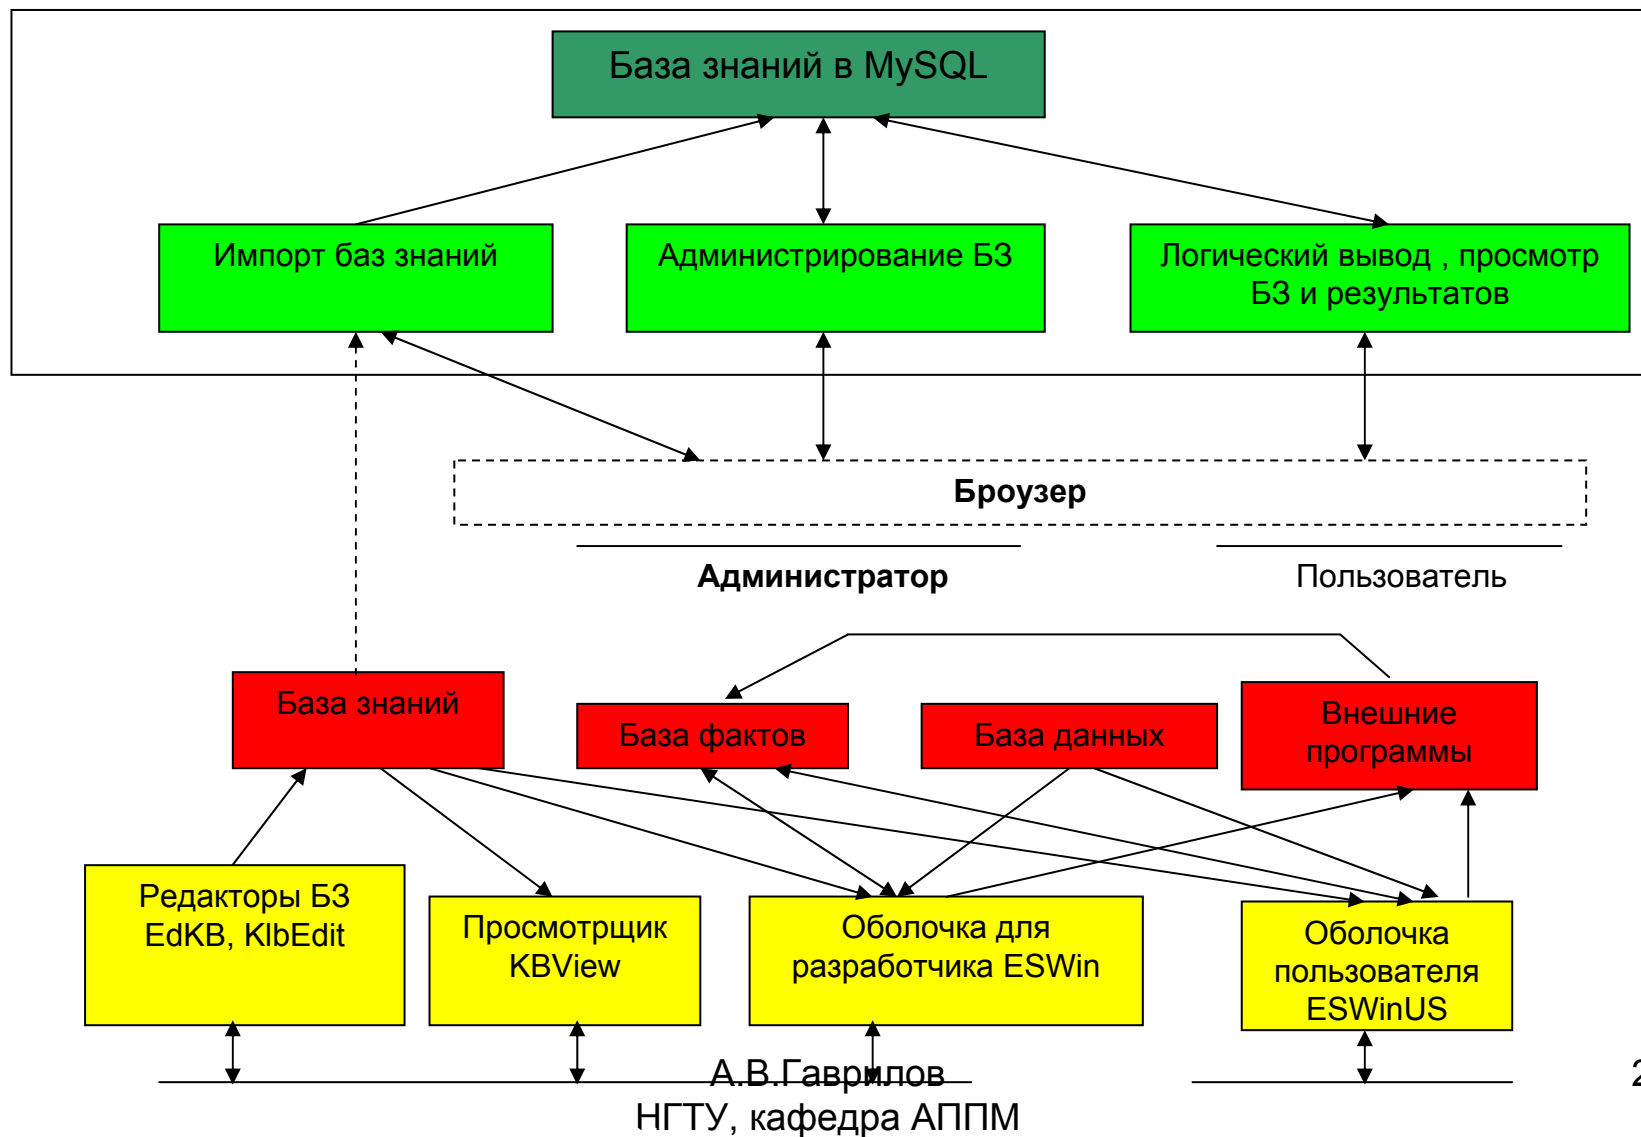 База знаний в MySQL
Импорт баз знаний
Администрирование БЗ
Логический вывод , просмотр
БЗ и результатов
Броузер
Администратор
Пользователь
База знаний
База фактов
База данных
Внешние
программы
Редакторы БЗ
EdKB, KlbEdit
Просмотрщик
KBView
Оболочка для
разработчика ESWin
Оболочка
пользователя
ESWinUS
А.В.Гаврилов
НГТУ, кафедра АППМ
2